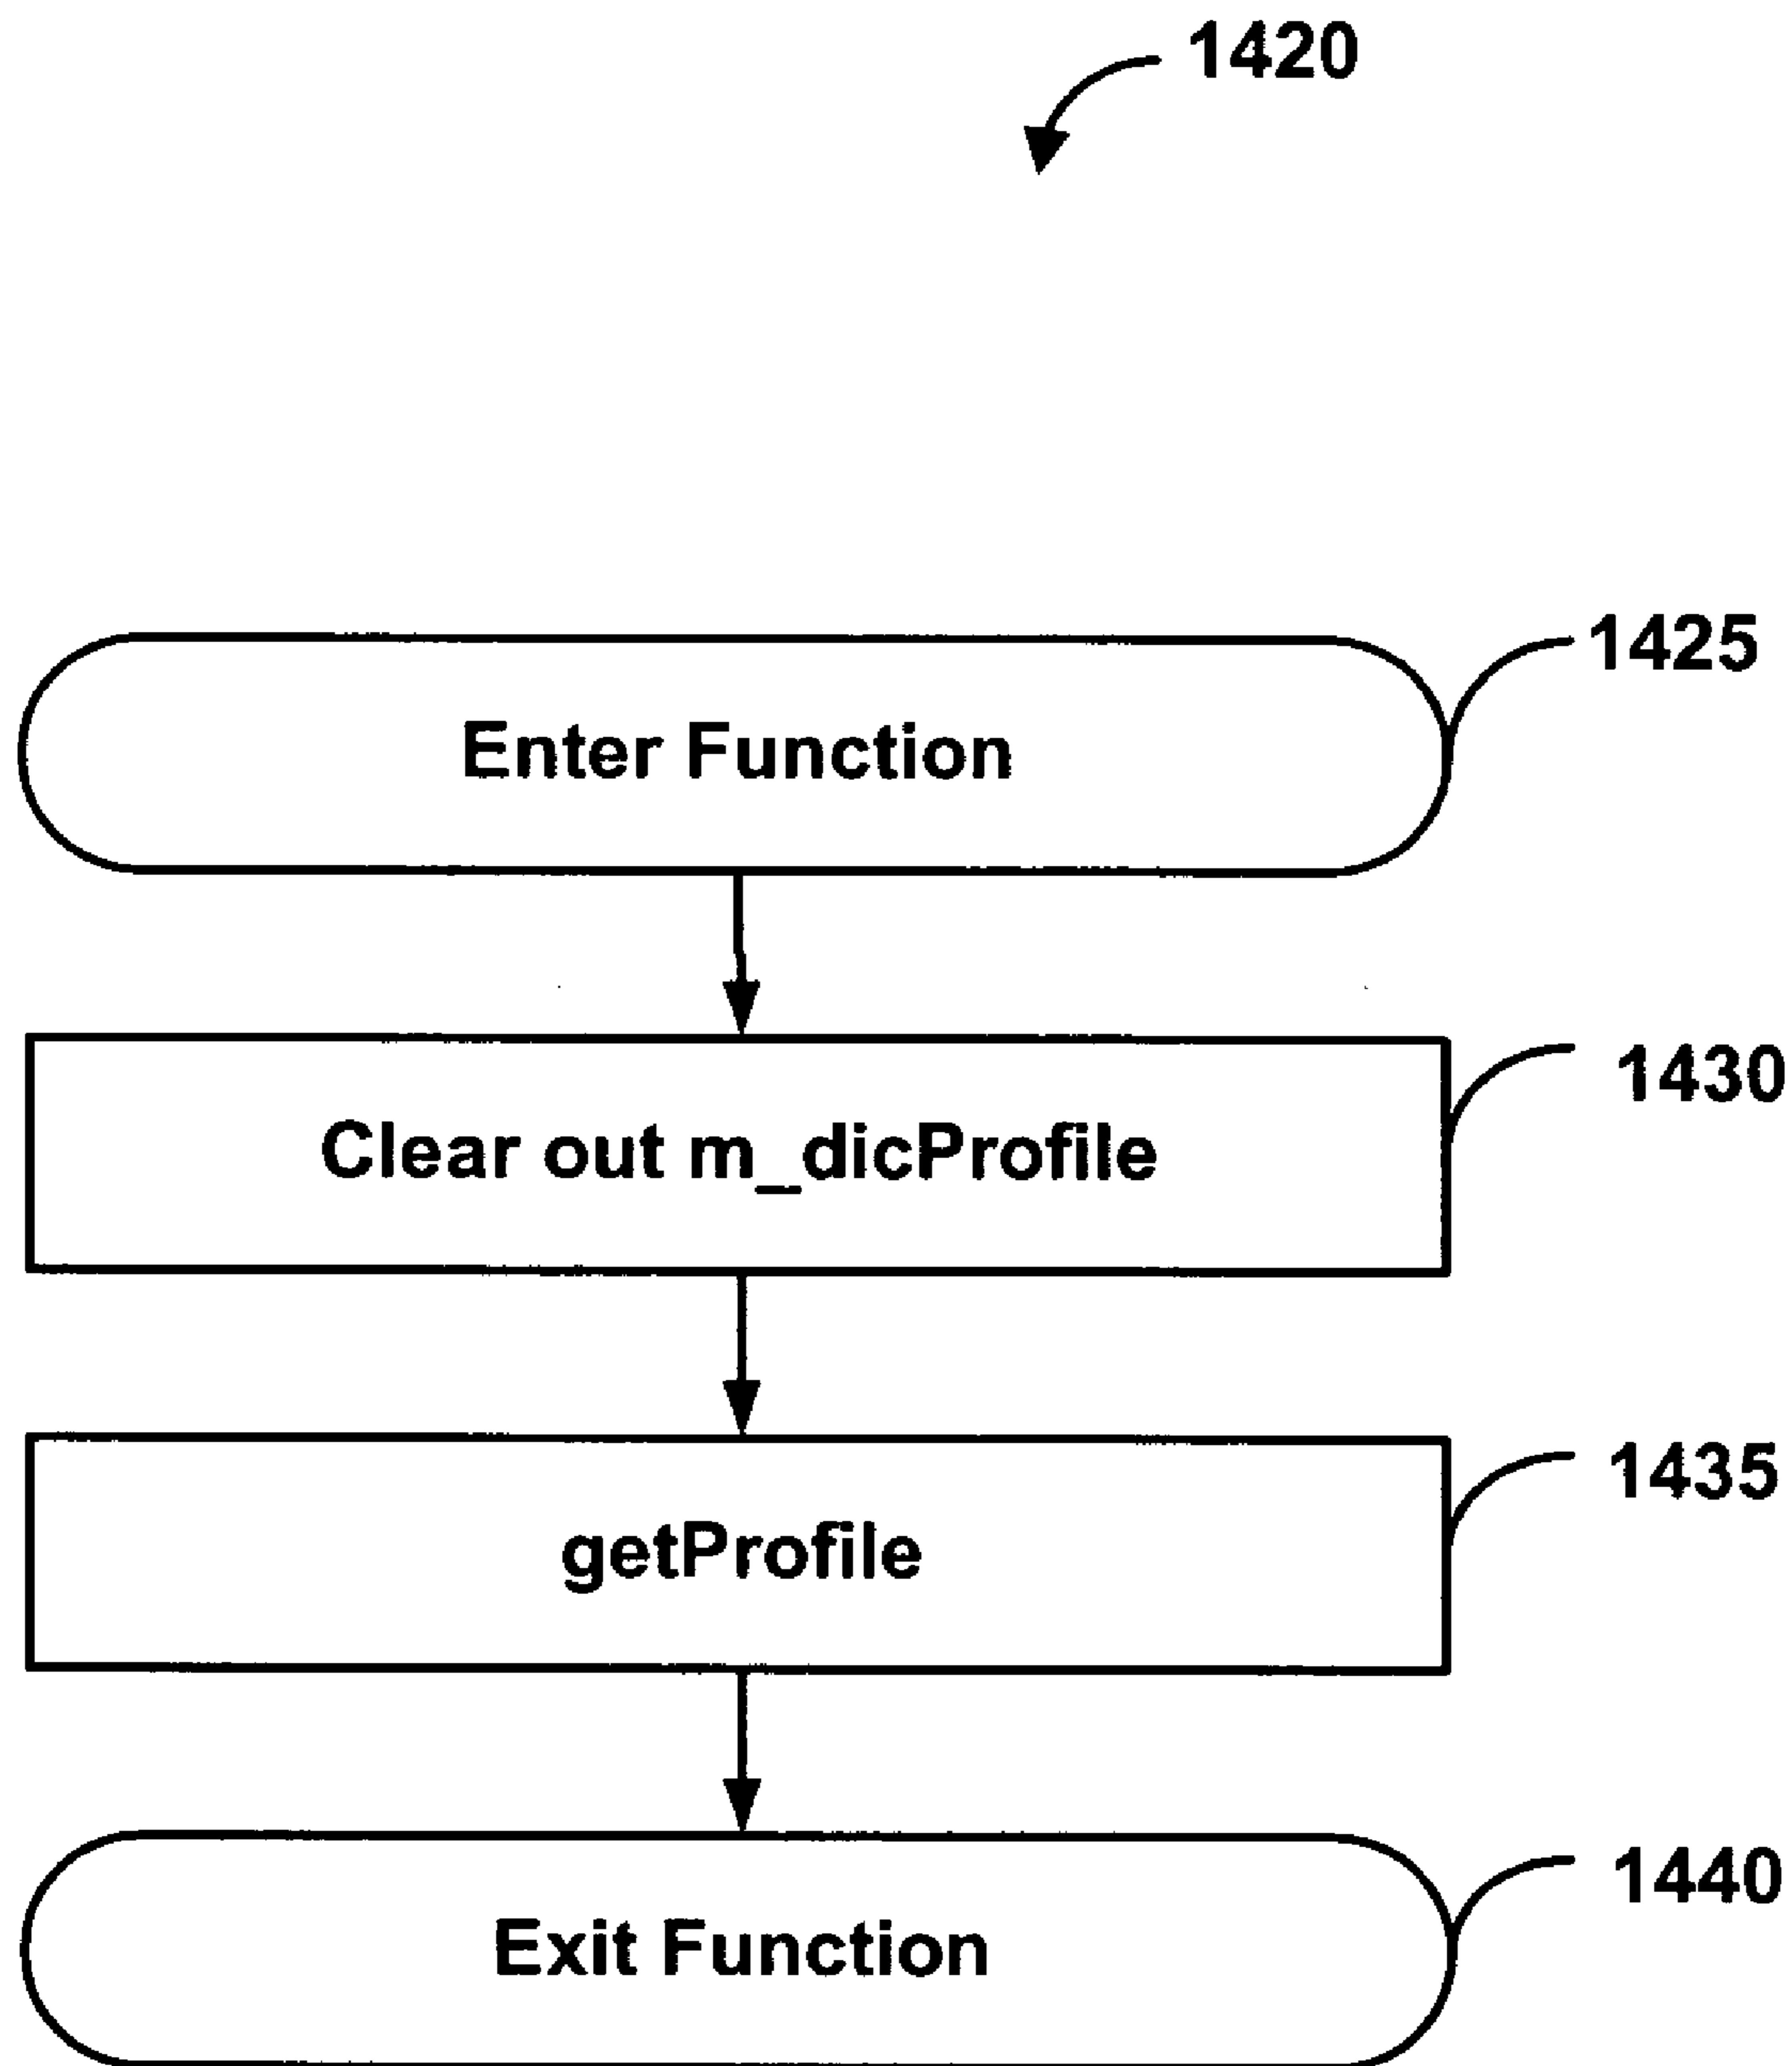 1420
1425
Enter Function
1430
Clear out m_dicProfile
1435
getProfile
1440
Exit Function